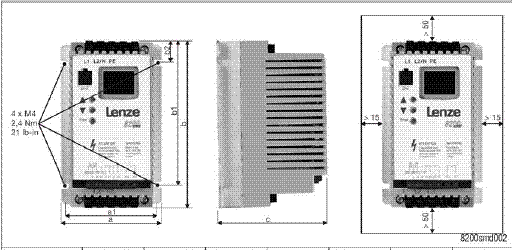 > 50
b2
L1 L2/N PE
L1 L2/N PE
Lenze
Lenze
b1
b
4 x M4
2,4 Nm
21 lb-in
> 15
> 15
a1
a
c
> 50
8200smd002